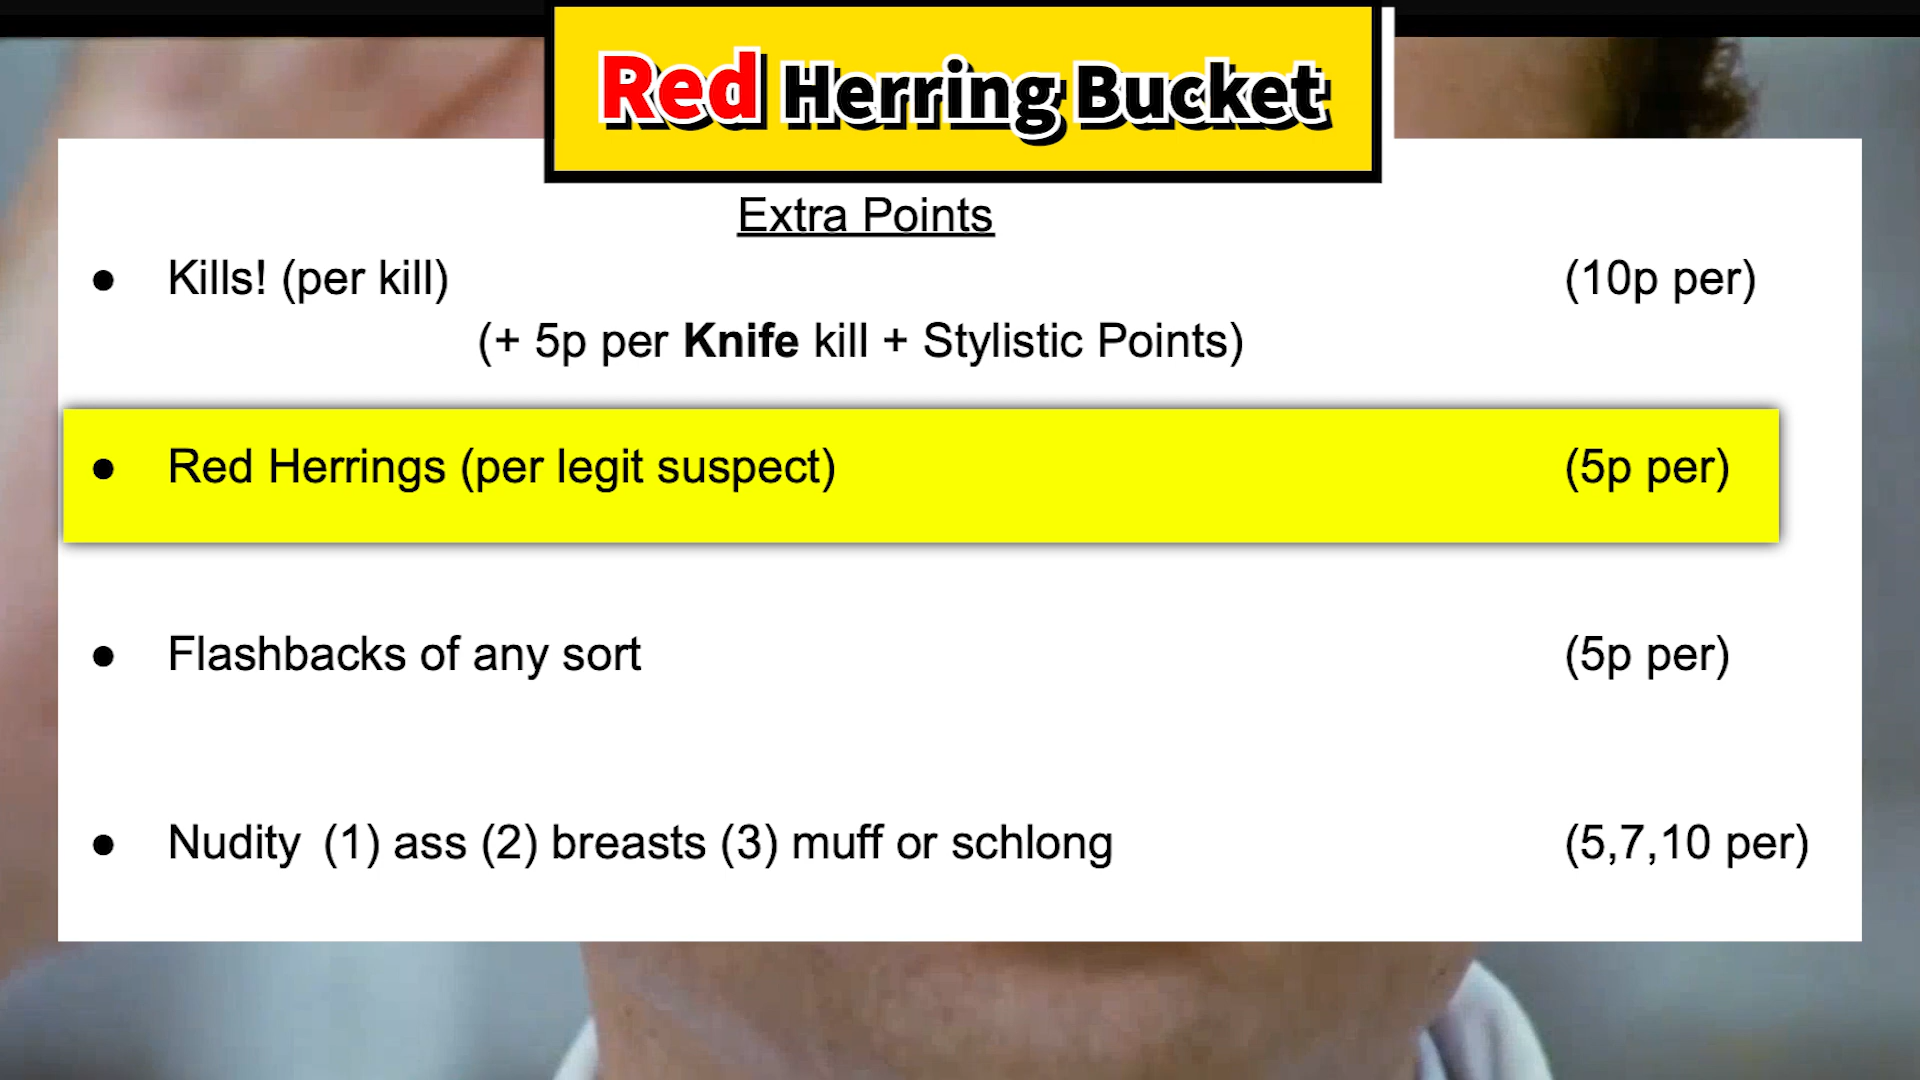 Red Herring Bucket
Extra Points
● Kills! (per kill) (10p per)
(+ 5p per Knife kill + Stylistic Points)
● Red Herrings (per legit suspect) (5p per)
● Flashbacks of any sort (5p per)
● Nudity (1) ass (2) breasts (3) muff or schlong (5,7,10 per)